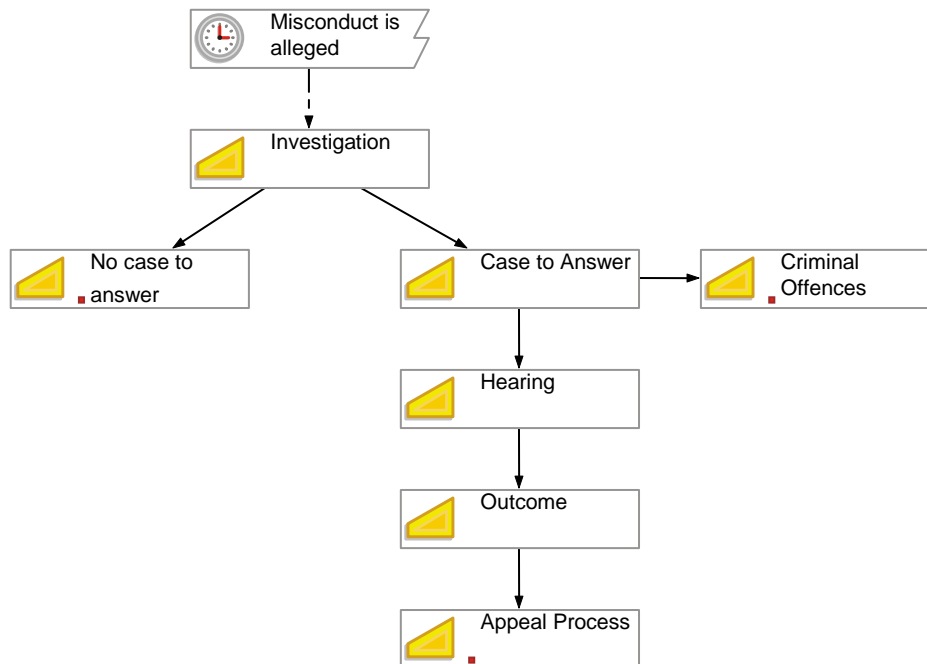 Misconduct is
alleged
Investigation
No case to
answer
Case to Answer
Criminal
Offences
Hearing
Outcome
Appeal Process